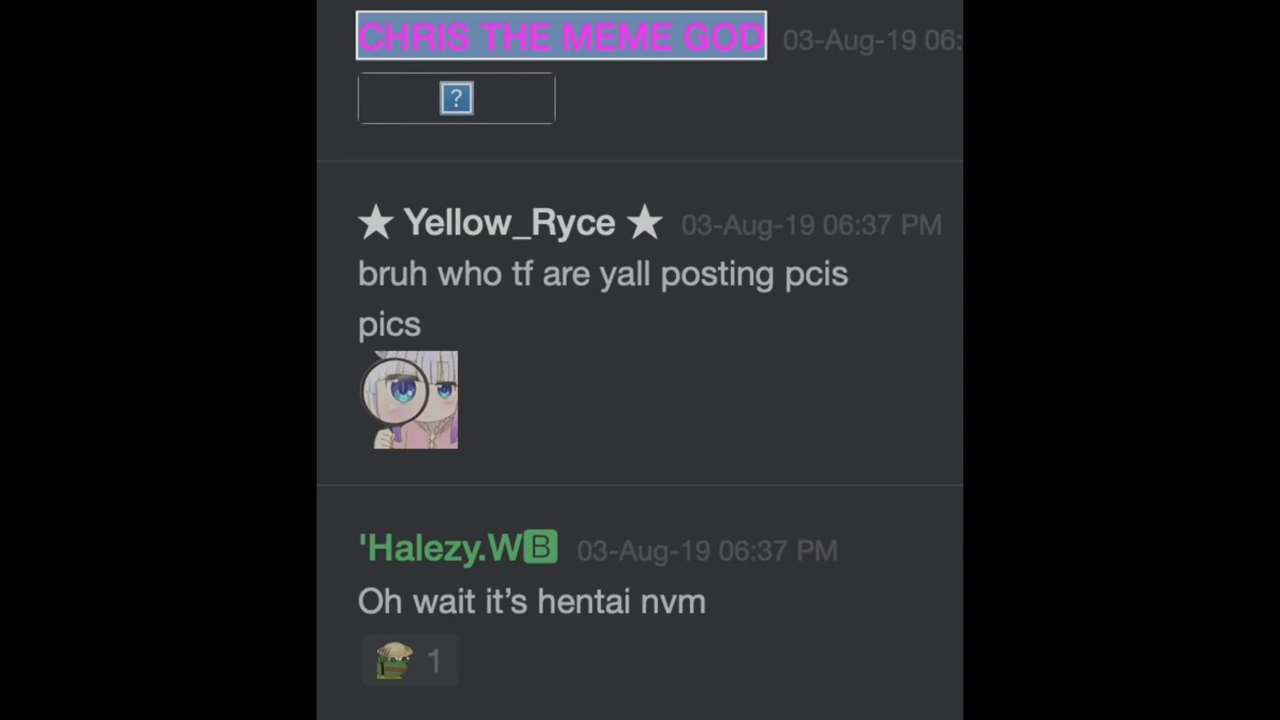 CHRIS THE MEME GOD 03-Aug-19 06:
?
★ Yellow_Ryce ★ 03-Aug-19 06:37 PM
bruh who tf are yall posting pcis
pics
'Halezy.W🅱 03-Aug-19 06:37 PM
Oh wait it’s hentai nvm
1